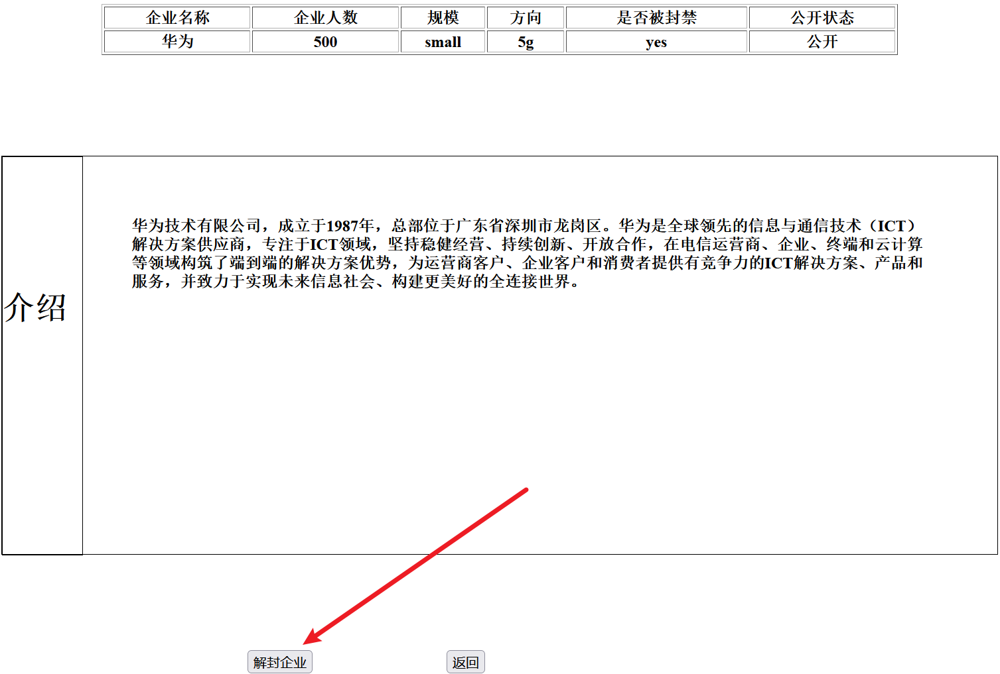 企业名称 企业人数 规模 方向 是否被封禁 公开状态
华为 500 small 5g yes 公开
华为技术有限公司，成立于1987年，总部位于广东省深圳市龙岗区。华为是全球领先的信息与通信技术（ICT）
解决方案供应商，专注于ICT领域，坚持稳健经营、持续创新、开放合作，在电信运营商、企业、终端和云计算
等领域构筑了端到端的解决方案优势，为运营商客户、企业客户和消费者提供有竞争力的ICT解决方案、产品和
服务，并致力于实现未来信息社会、构建更美好的全连接世界。
介绍
解封企业 返回